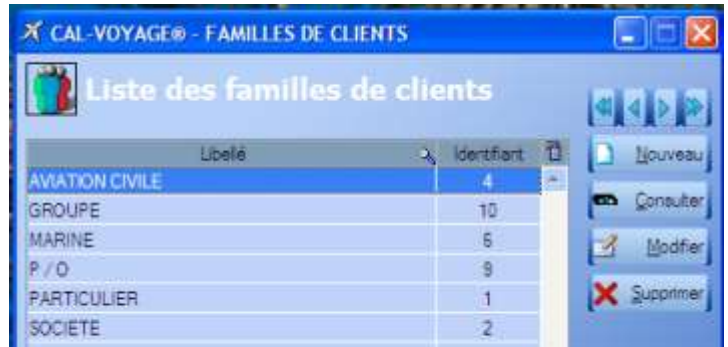 CAL-VOYAGE® - FAMILLES DE CLIENTS
Liste des familles de clients
Libellé Identifiant
AVIATION CIVILE 4
GROUPE 10
MARINE 6
P / O 9
PARTICULIER 1
SOCIETE 2
Nouveau
Consulter
Modifier
Supprimer